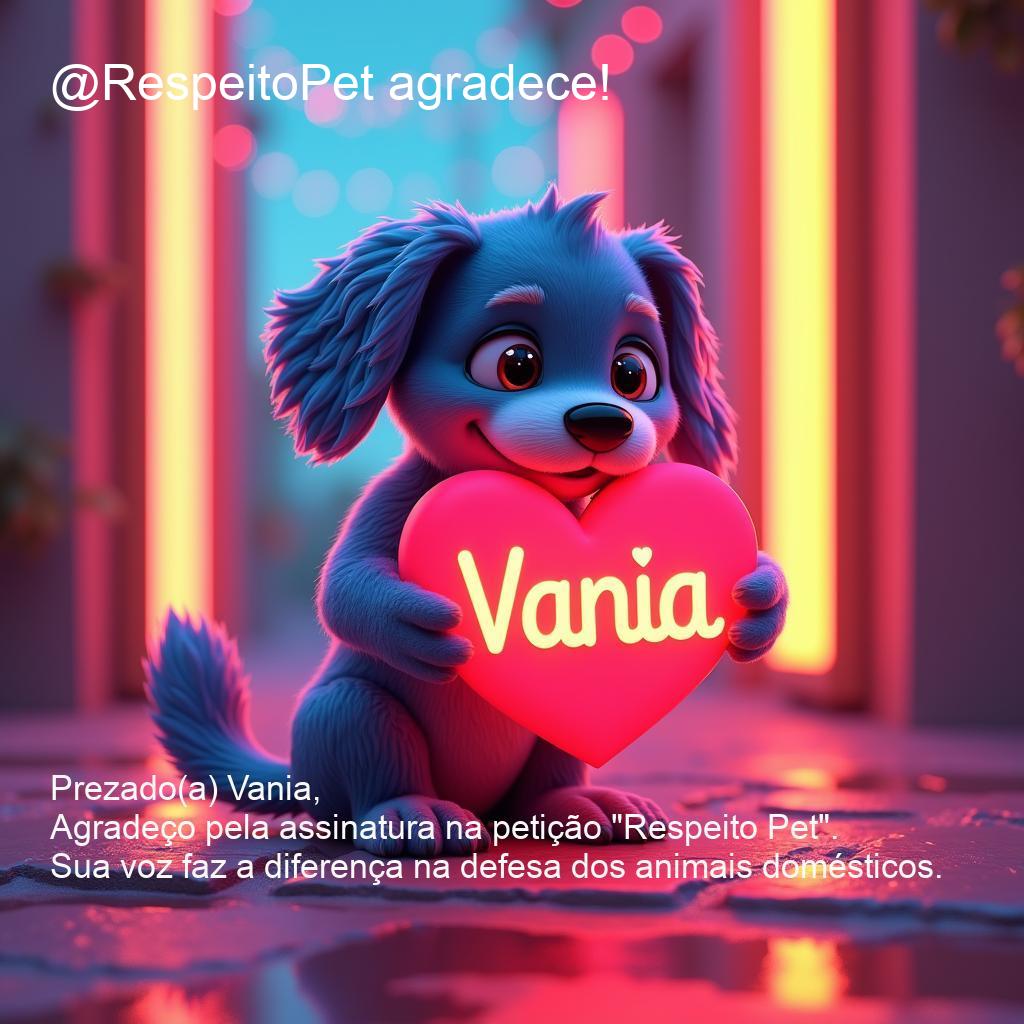 @RespeitoPet agradece!
Vania
Prezado(a) Vania,
Agradeço pela assinatura na petição "Respeito Pet".
Sua voz faz a diferença na defesa dos animais domésticos.